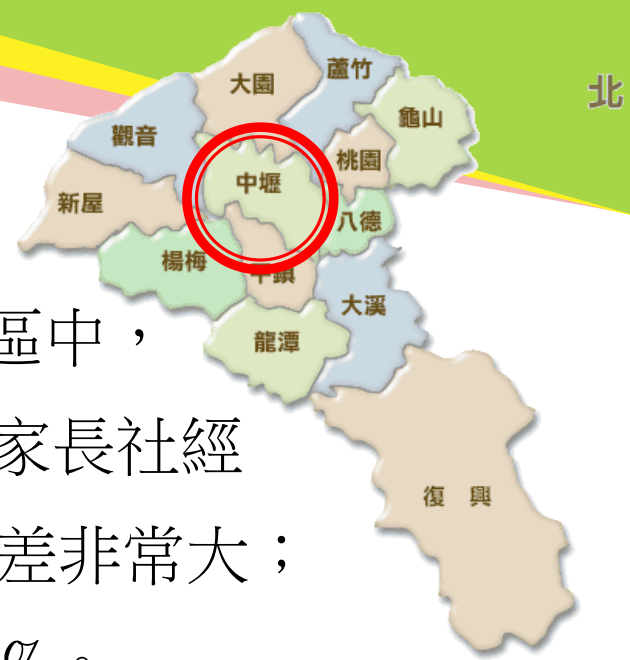 北
蘆竹
大園
龜山
觀音
桃園
中壢
新屋
八德
楊梅
平鎮
大溪
龍潭
區中，
家長社經
復興
差非常大；
%。